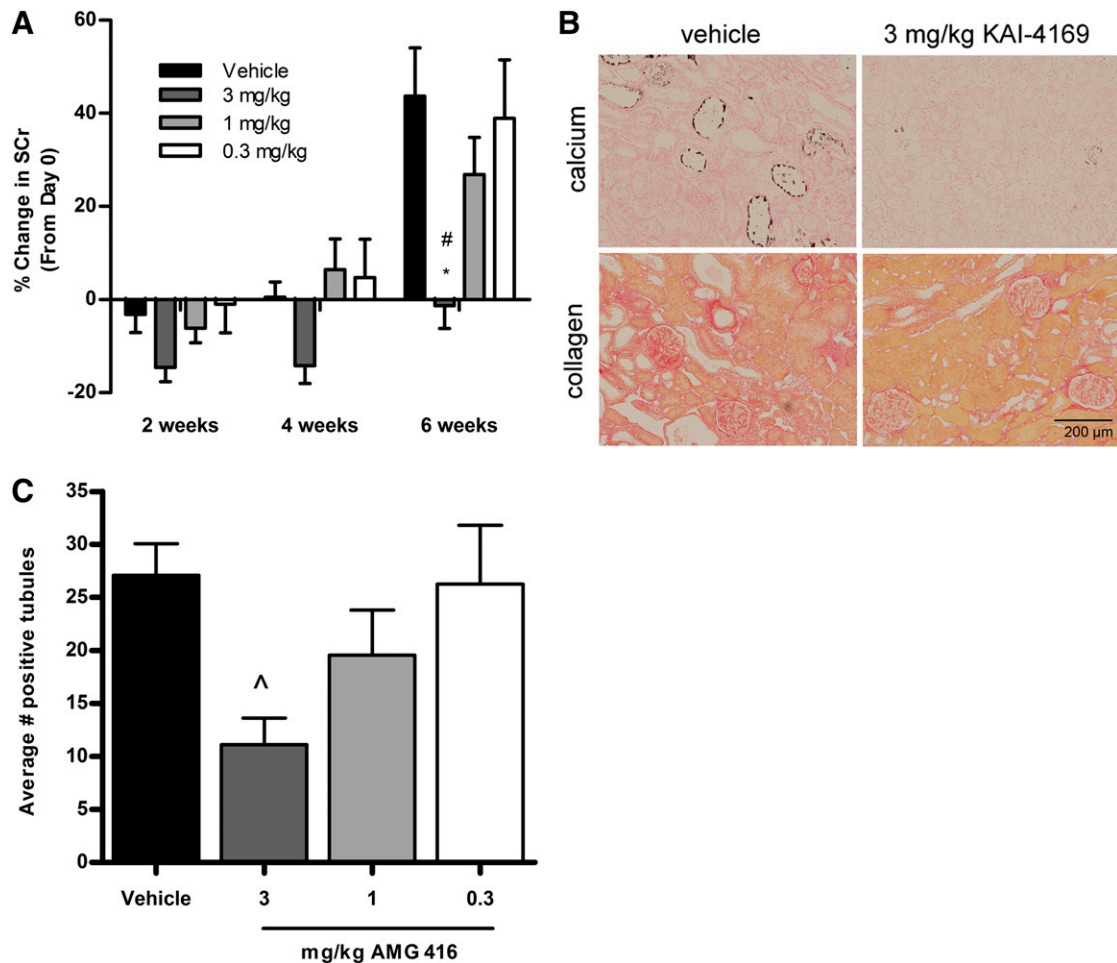 A
% Change in SCr
(From Day 0)
60
40
20
0
-20
Vehicle
3 mg/kg
1 mg/kg
0.3 mg/kg
#
*
2 weeks
4 weeks
6 weeks
B
vehicle
3 mg/kg KAI-4169
calcium
collagen
200 µm
C
Average # positive tubules
35
30
25
20
15
10
5
0
^
Vehicle
3
1
0.3
mg/kg AMG 416